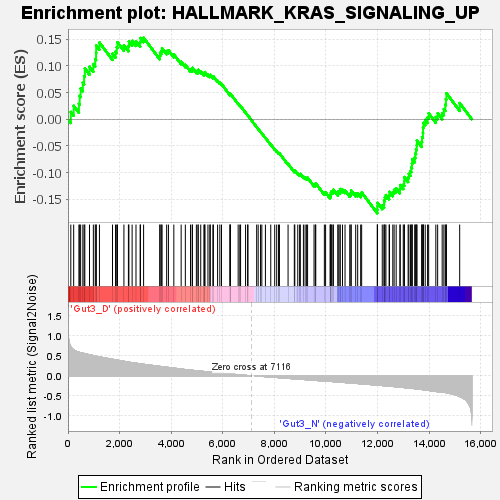 Enrichment plot: HALLMARK_KRAS_SIGNALING_UP
Enrichment score (ES)
0.15
0.10
0.05
0.00
-0.05
-0.10
-0.15
'Gut3_D' (positively correlated)
Ranked list metric (Signal2Noise)
1.5
1.0
0.5
0.0
-0.5
-1.0
Zero cross at 7116
'Gut3_N' (negatively correlated)
0
2,000
4,000
6,000
8,000
10,000
12,000
14,000
16,000
Rank in Ordered Dataset
Enrichment profile
Hits
Ranking metric scores